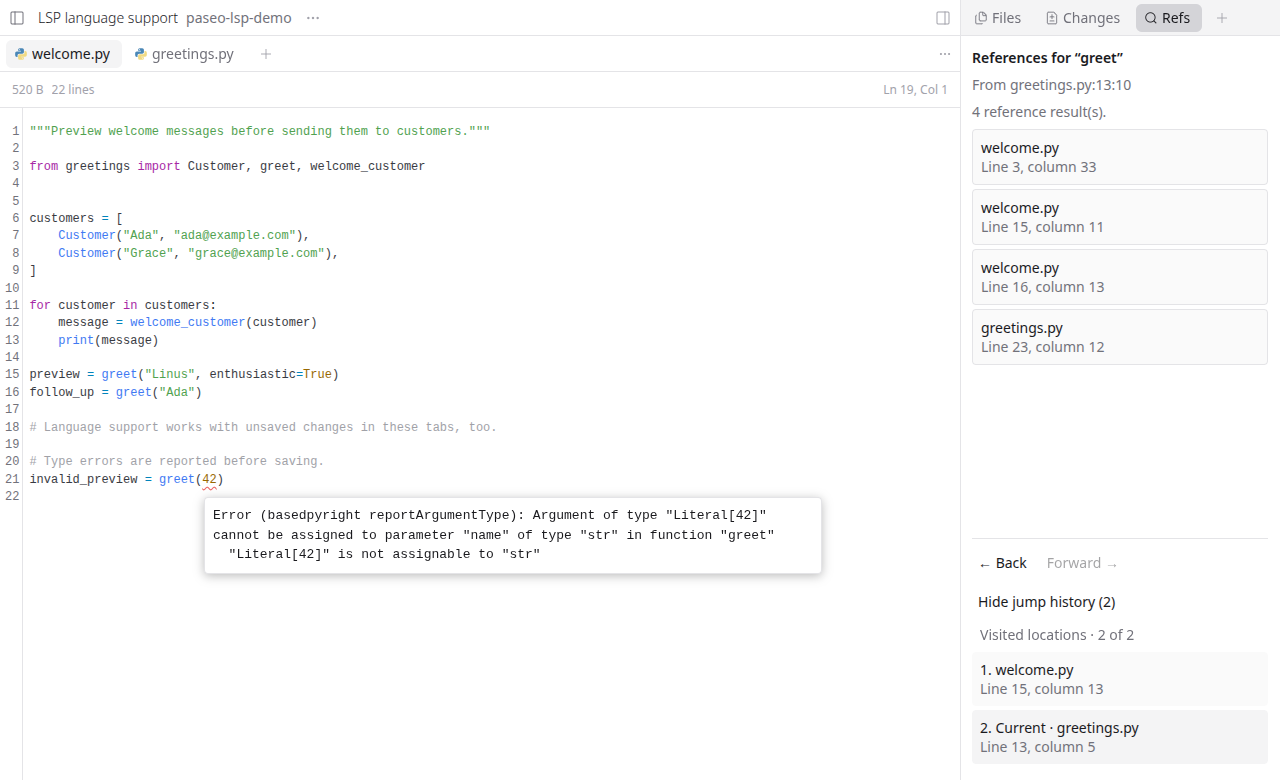 LSP language support paseo-lsp-demo ...
welcome.py greetings.py + ...
520 B 22 lines Ln 19, Col 1
1 """Preview welcome messages before sending them to customers."""
2
3 from greetings import Customer, greet, welcome_customer
4
5
6 customers = [
7     Customer("Ada", "ada@example.com"),
8     Customer("Grace", "grace@example.com"),
9 ]
10
11 for customer in customers:
12     message = welcome_customer(customer)
13     print(message)
14
15 preview = greet("Linus", enthusiastic=True)
16 follow_up = greet("Ada")
17
18 # Language support works with unsaved changes in these tabs, too.
19
20 # Type errors are reported before saving.
21 invalid_preview = greet(42)
22
Error (basedpyright reportArgumentType): Argument of type "Literal[42]"
cannot be assigned to parameter "name" of type "str" in function "greet"
  "Literal[42]" is not assignable to "str"
Files Changes Refs +
References for “greet”
From greetings.py:13:10
4 reference result(s).
welcome.py
Line 3, column 33
welcome.py
Line 15, column 11
welcome.py
Line 16, column 13
greetings.py
Line 23, column 12
← Back Forward →
Hide jump history (2)
Visited locations · 2 of 2
1. welcome.py
Line 15, column 13
2. Current · greetings.py
Line 13, column 5